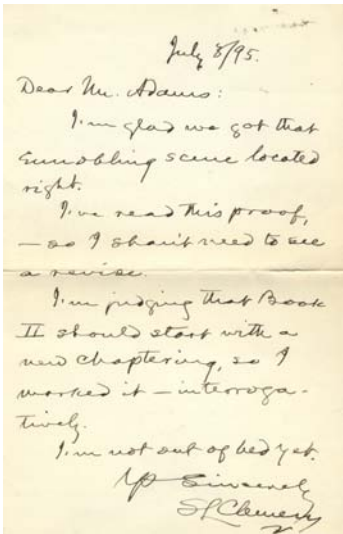 July 8/95.
Dear Mr. Adams:
I'm glad we got that
ennobling scene located
right.
I've read this proof,
— so I shan't need to see
a revise.
I'm judging that Book
II should start with a
new chaptering, so I
marked it — interroga-
tively.
I'm not out of bed yet.
Yrs Sincerely
SL Clemens